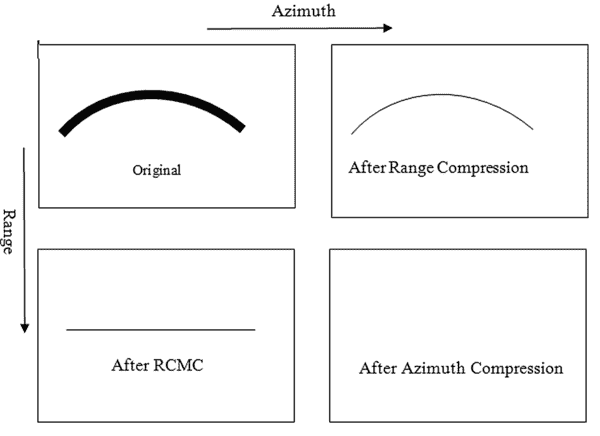 Azimuth
Original
After Range Compression
Range
After RCMC
After Azimuth Compression